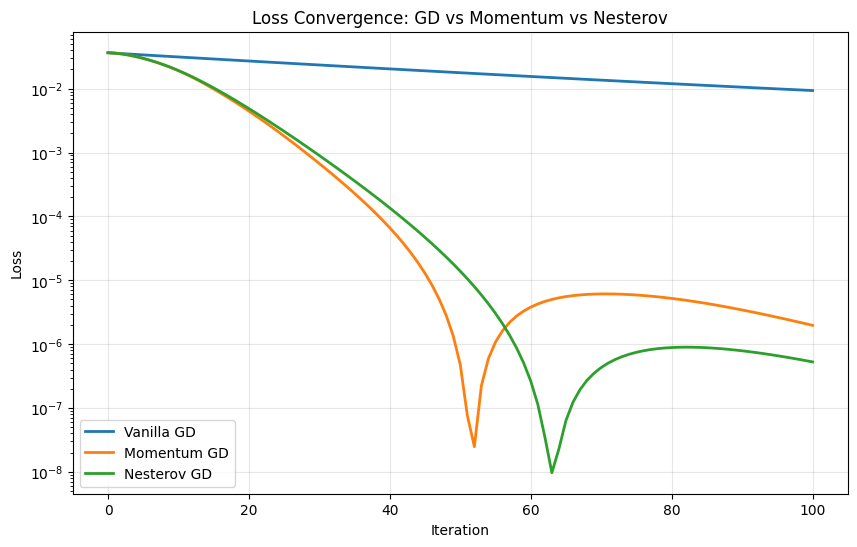 Loss Convergence: GD vs Momentum vs Nesterov
Loss
10⁻²
10⁻³
10⁻⁴
10⁻⁵
10⁻⁶
10⁻⁷
10⁻⁸
Vanilla GD
Momentum GD
Nesterov GD
0 20 40 60 80 100
Iteration